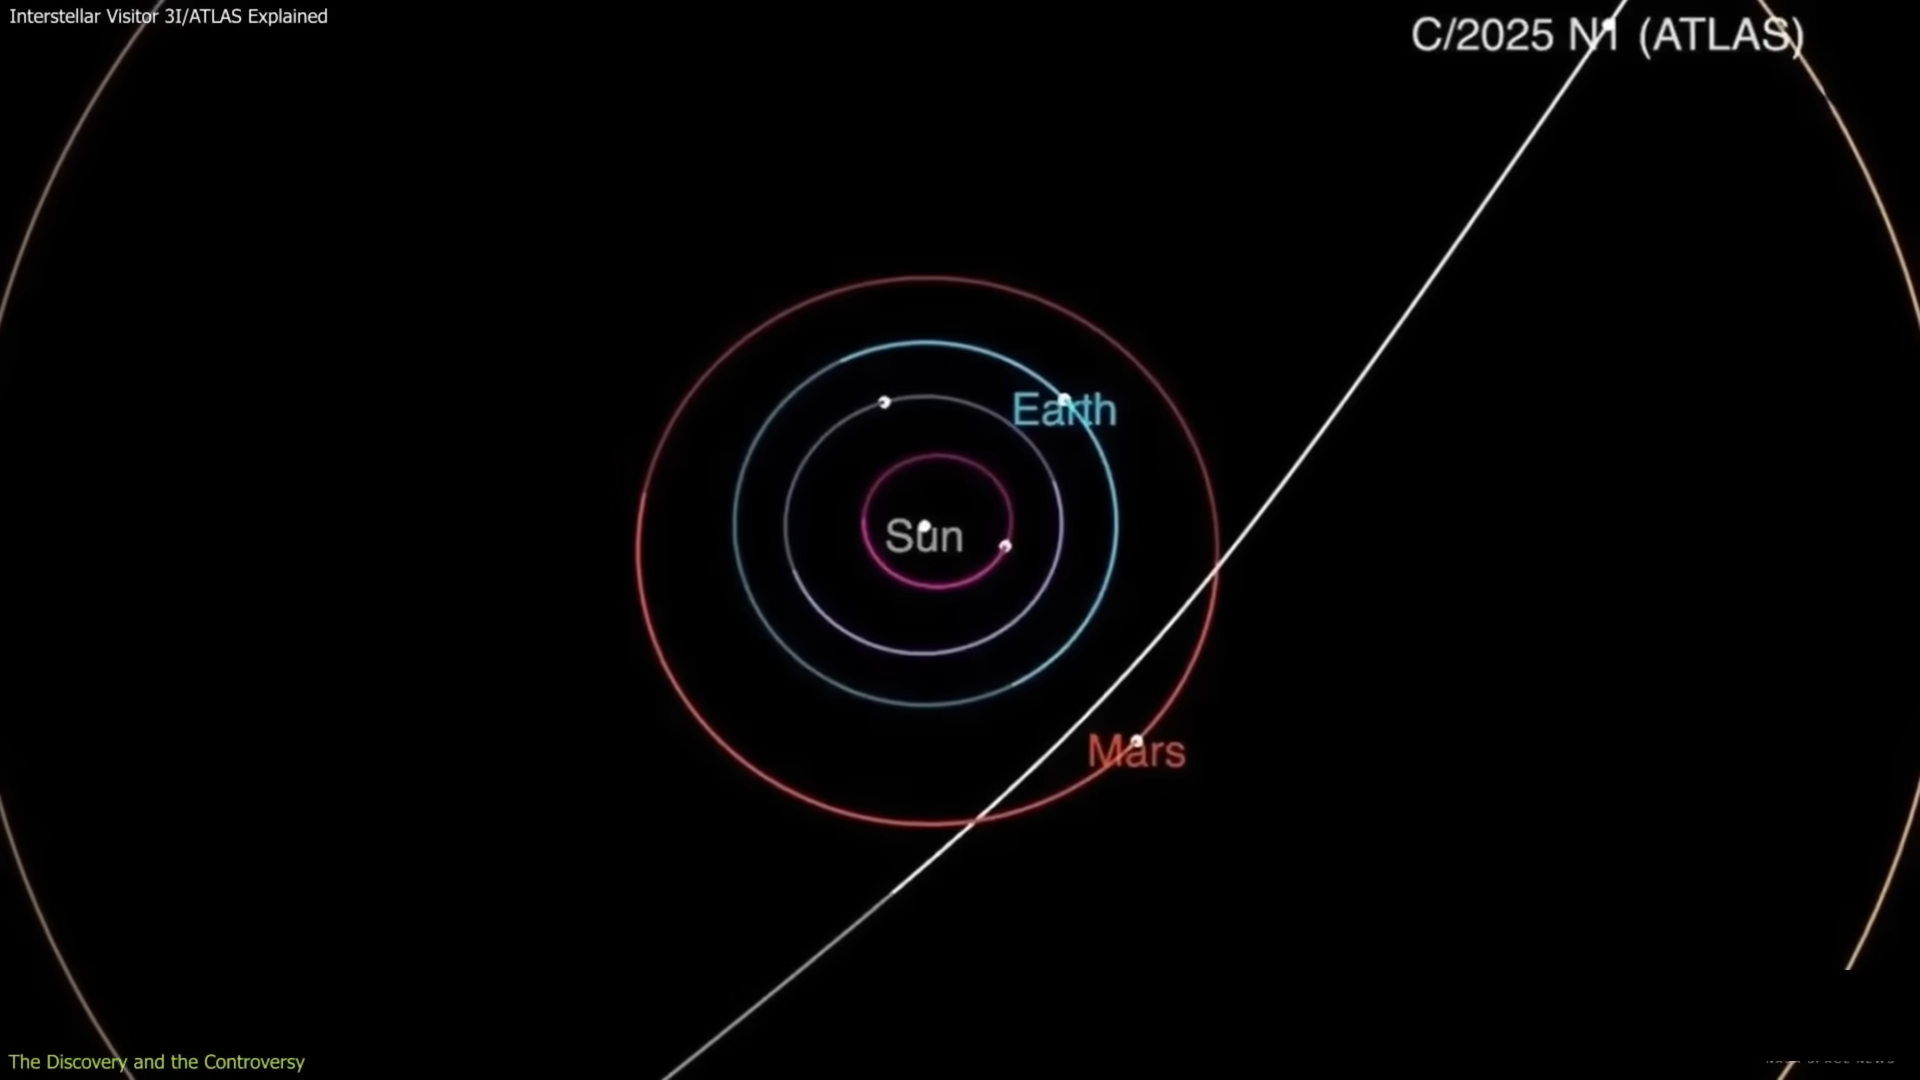 Interstellar Visitor 3I/ATLAS Explained
C/2025 N1 (ATLAS)
Earth
Sun
Mars
The Discovery and the Controversy